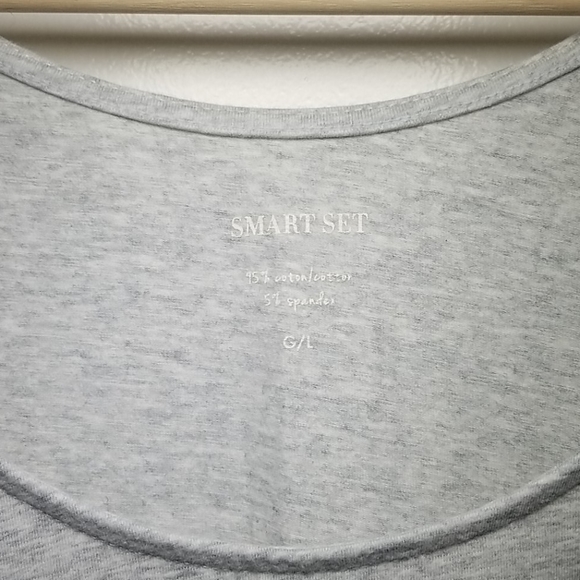 SMART SET
95% coton/cotton
5% spandex
G/L